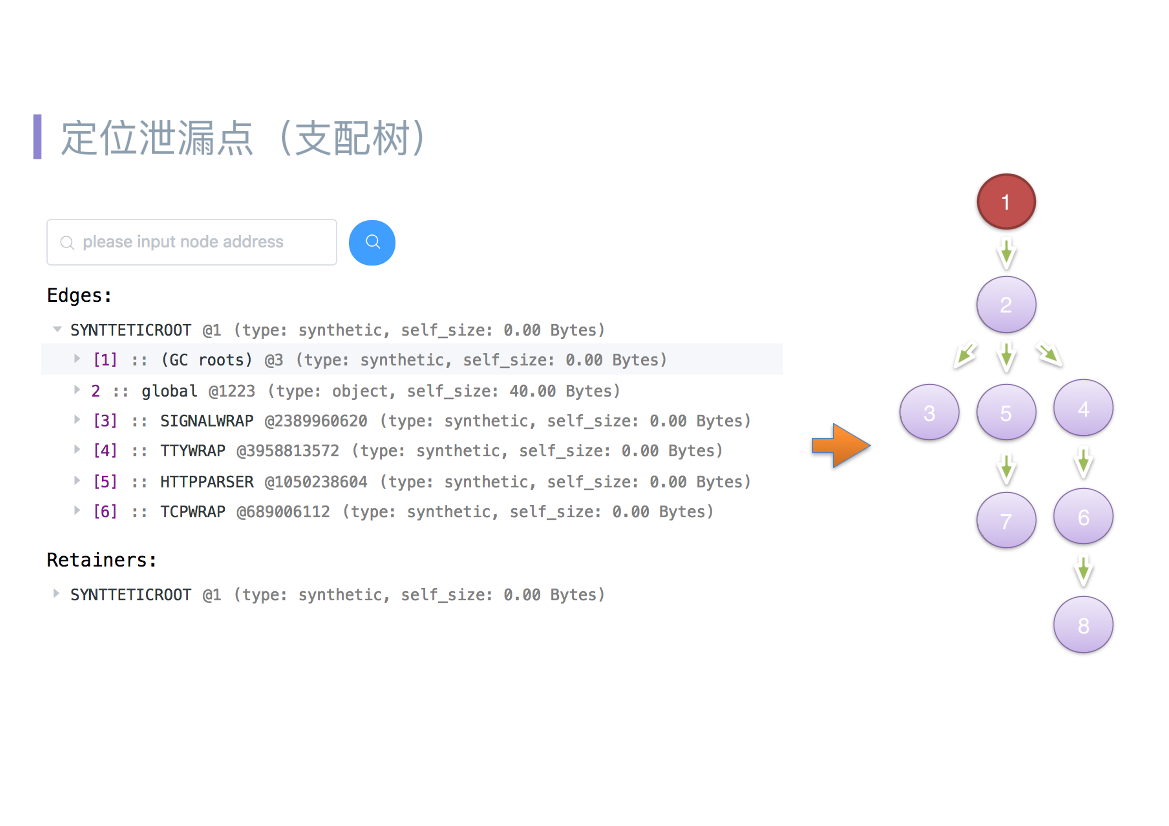 定位泄漏点（支配树）
please input node address
Edges:
SYNTTETICROOT @1 (type: synthetic, self_size: 0.00 Bytes)
[1] :: (GC roots) @3 (type: synthetic, self_size: 0.00 Bytes)
2 :: global @1223 (type: object, self_size: 40.00 Bytes)
[3] :: SIGNALWRAP @2389960620 (type: synthetic, self_size: 0.00 Bytes)
[4] :: TTYWRAP @3958813572 (type: synthetic, self_size: 0.00 Bytes)
[5] :: HTTPPARSER @1050238604 (type: synthetic, self_size: 0.00 Bytes)
[6] :: TCPWRAP @689006112 (type: synthetic, self_size: 0.00 Bytes)
Retainers:
SYNTTETICROOT @1 (type: synthetic, self_size: 0.00 Bytes)
1
2
3 5 4
7 6
8